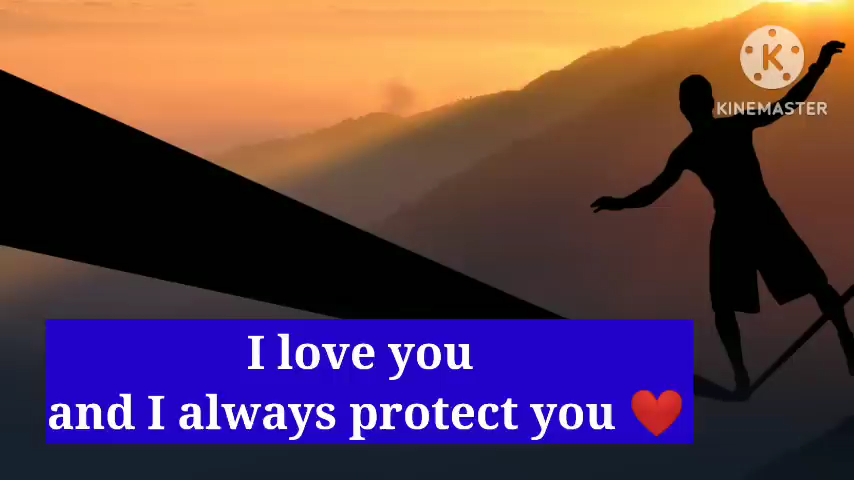 K
KINEMASTER
I love you
and I always protect you ❤️